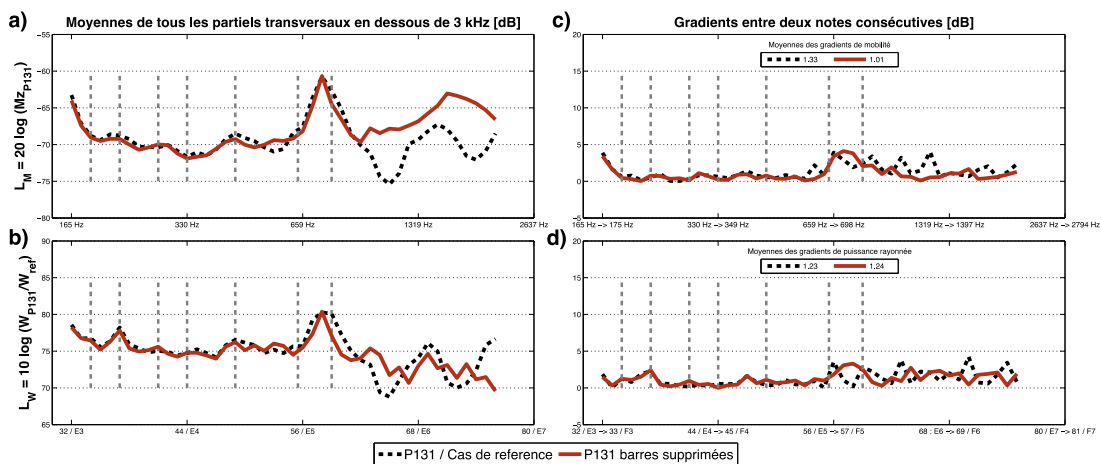 a)
Moyennes de tous les partiels transversaux en dessous de 3 kHz [dB]
L_M = 20 log (Mz_P131)
−55
−60
−65
−70
−75
−80
165 Hz
330 Hz
659 Hz
1319 Hz
2637 Hz
c)
Gradients entre deux notes consécutives [dB]
20
15
10
5
0
−5
Moyennes des gradients de mobilité
1.33
1.01
165 Hz −> 175 Hz
330 Hz −> 349 Hz
659 Hz −> 698 Hz
1319 Hz −> 1397 Hz
2637 Hz −> 2794 Hz
b)
L_W = 10 log (W_P131/W_ref)
90
85
80
75
70
65
32 / E3
44 / E4
56 / E5
68 / E6
80 / E7
d)
20
15
10
5
0
−5
Moyennes des gradients de puissance rayonnée
1.23
1.24
32 / E3 −> 33 / F3
44 / E4 −> 45 / F4
56 / E5 −> 57 / F5
68 : E6 −> 69 / F6
80 / E7 −> 81 / F7
P131 / Cas de reference
P131 barres supprimées